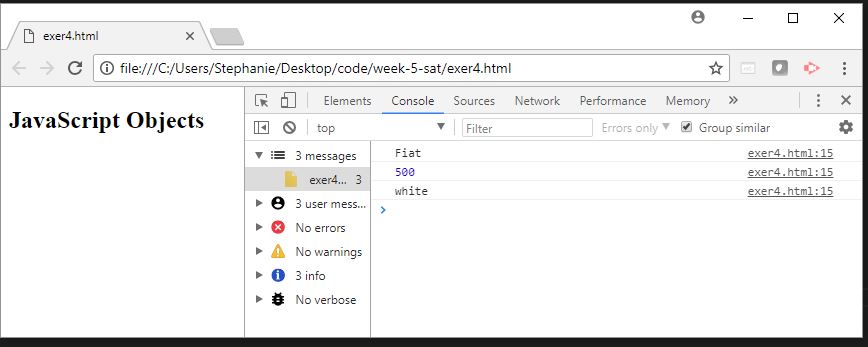 exer4.html
file:///C:/Users/Stephanie/Desktop/code/week-5-sat/exer4.html
JavaScript Objects
Elements Console Sources Network Performance Memory »
top Filter Errors only Group similar
3 messages
exer4... 3
3 user mess...
No errors
No warnings
3 info
No verbose
Fiat exer4.html:15
500 exer4.html:15
white exer4.html:15